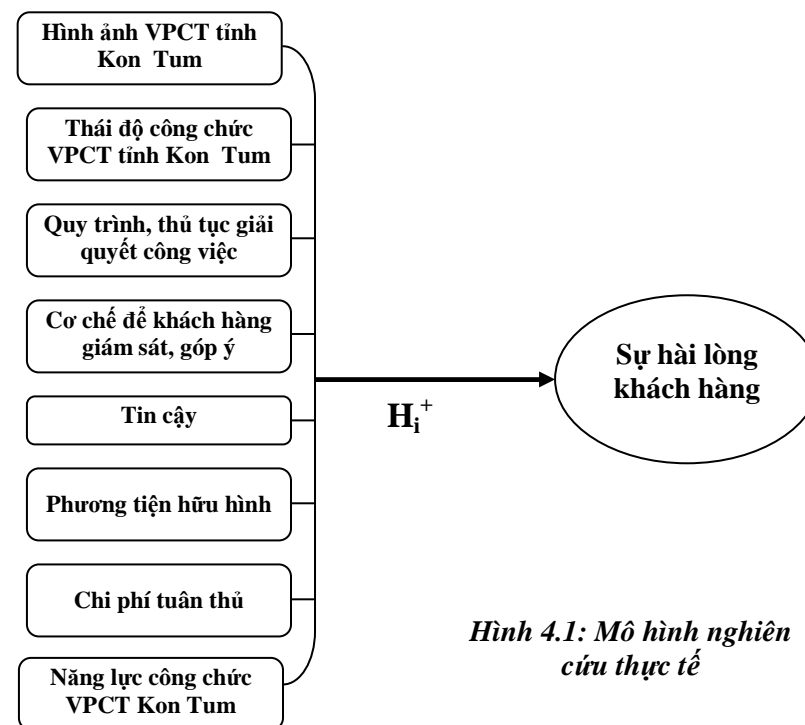 Hình ảnh VPCT tỉnh
Kon Tum
Thái độ công chức
VPCT tỉnh Kon Tum
Quy trình, thủ tục giải
quyết công việc
Cơ chế để khách hàng
giám sát, góp ý
Tin cậy
Phương tiện hữu hình
Chi phí tuân thủ
Năng lực công chức
VPCT Kon Tum
Hᵢ⁺
Sự hài lòng
khách hàng
Hình 4.1: Mô hình nghiên
cứu thực tế